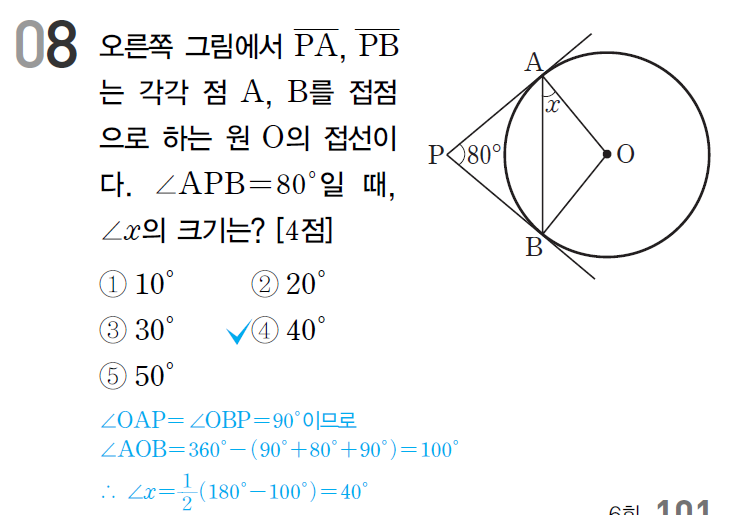 08 오른쪽 그림에서 PA, PB
는 각각 점 A, B를 접점
으로 하는 원 O의 접선이
다. ∠APB=80°일 때,
∠x의 크기는? [4점]
① 10° ② 20°
③ 30° ④ 40°
⑤ 50°
A
x
P 80° O
B
∠OAP=∠OBP=90°이므로
∠AOB=360°-(90°+80°+90°)=100°
∴ ∠x=1/2(180°-100°)=40°